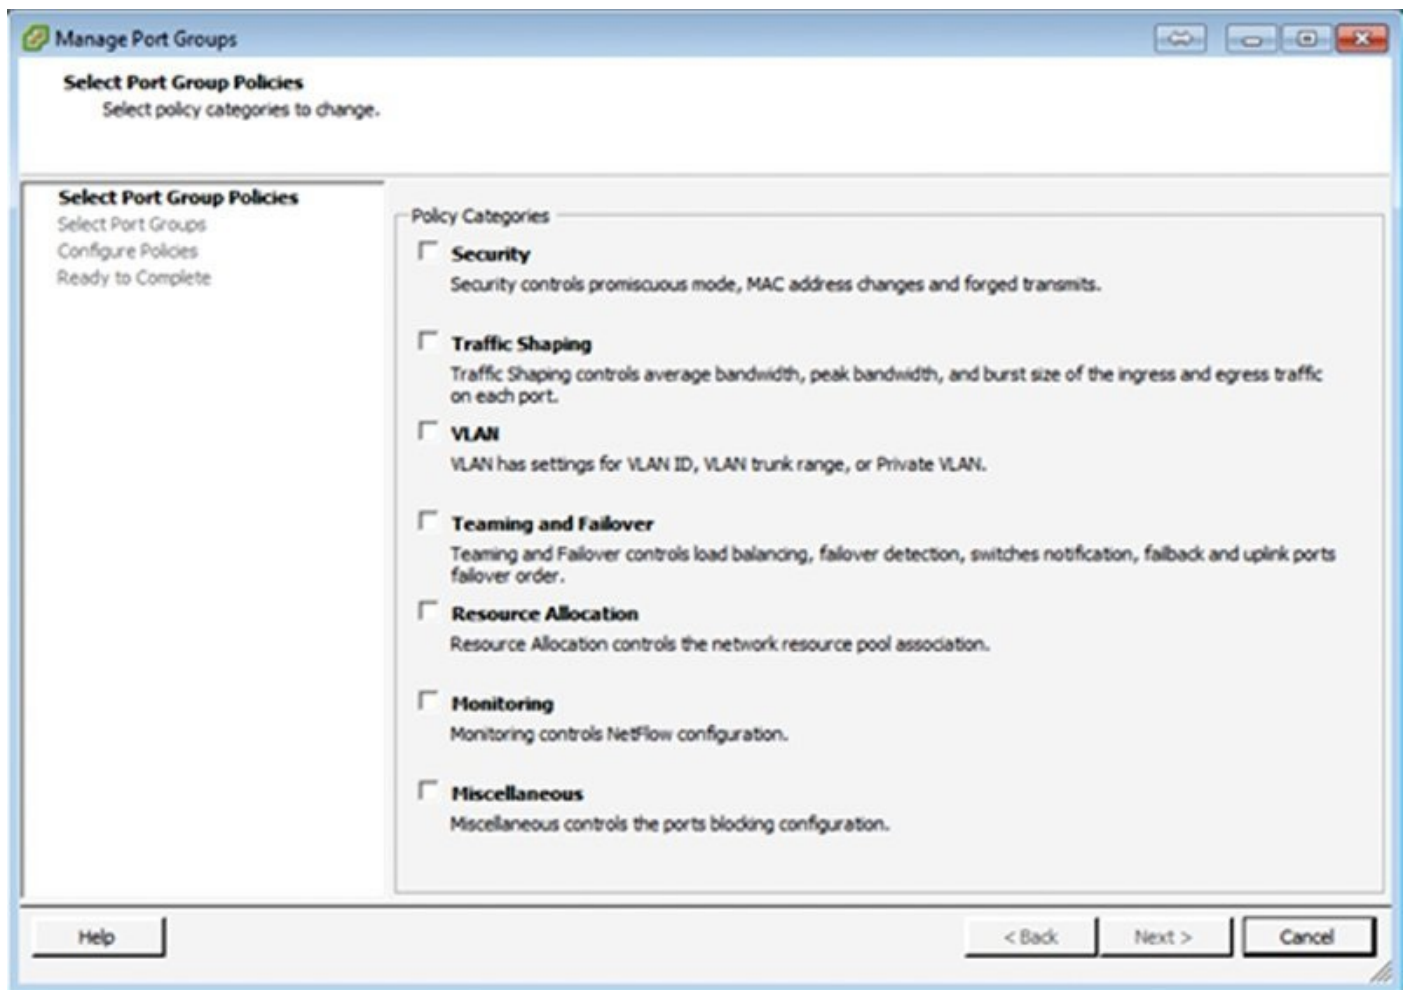 Manage Port Groups
Select Port Group Policies
Select policy categories to change.
Select Port Group Policies
Select Port Groups
Configure Policies
Ready to Complete
Policy Categories
Security
Security controls promiscuous mode, MAC address changes and forged transmits.
Traffic Shaping
Traffic Shaping controls average bandwidth, peak bandwidth, and burst size of the ingress and egress traffic
on each port.
VLAN
VLAN has settings for VLAN ID, VLAN trunk range, or Private VLAN.
Teaming and Failover
Teaming and Failover controls load balancing, failover detection, switches notification, failback and uplink ports
failover order.
Resource Allocation
Resource Allocation controls the network resource pool association.
Monitoring
Monitoring controls NetFlow configuration.
Miscellaneous
Miscellaneous controls the ports blocking configuration.
Help
< Back
Next >
Cancel